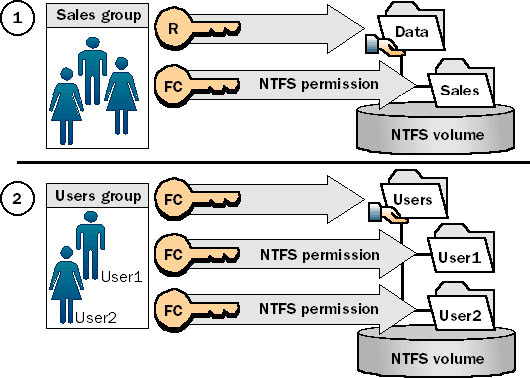 1
Sales group
R
Data
FC
NTFS permission
Sales
NTFS volume
2
Users group
FC
Users
User1
FC
NTFS permission
User1
User2
FC
NTFS permission
User2
NTFS volume